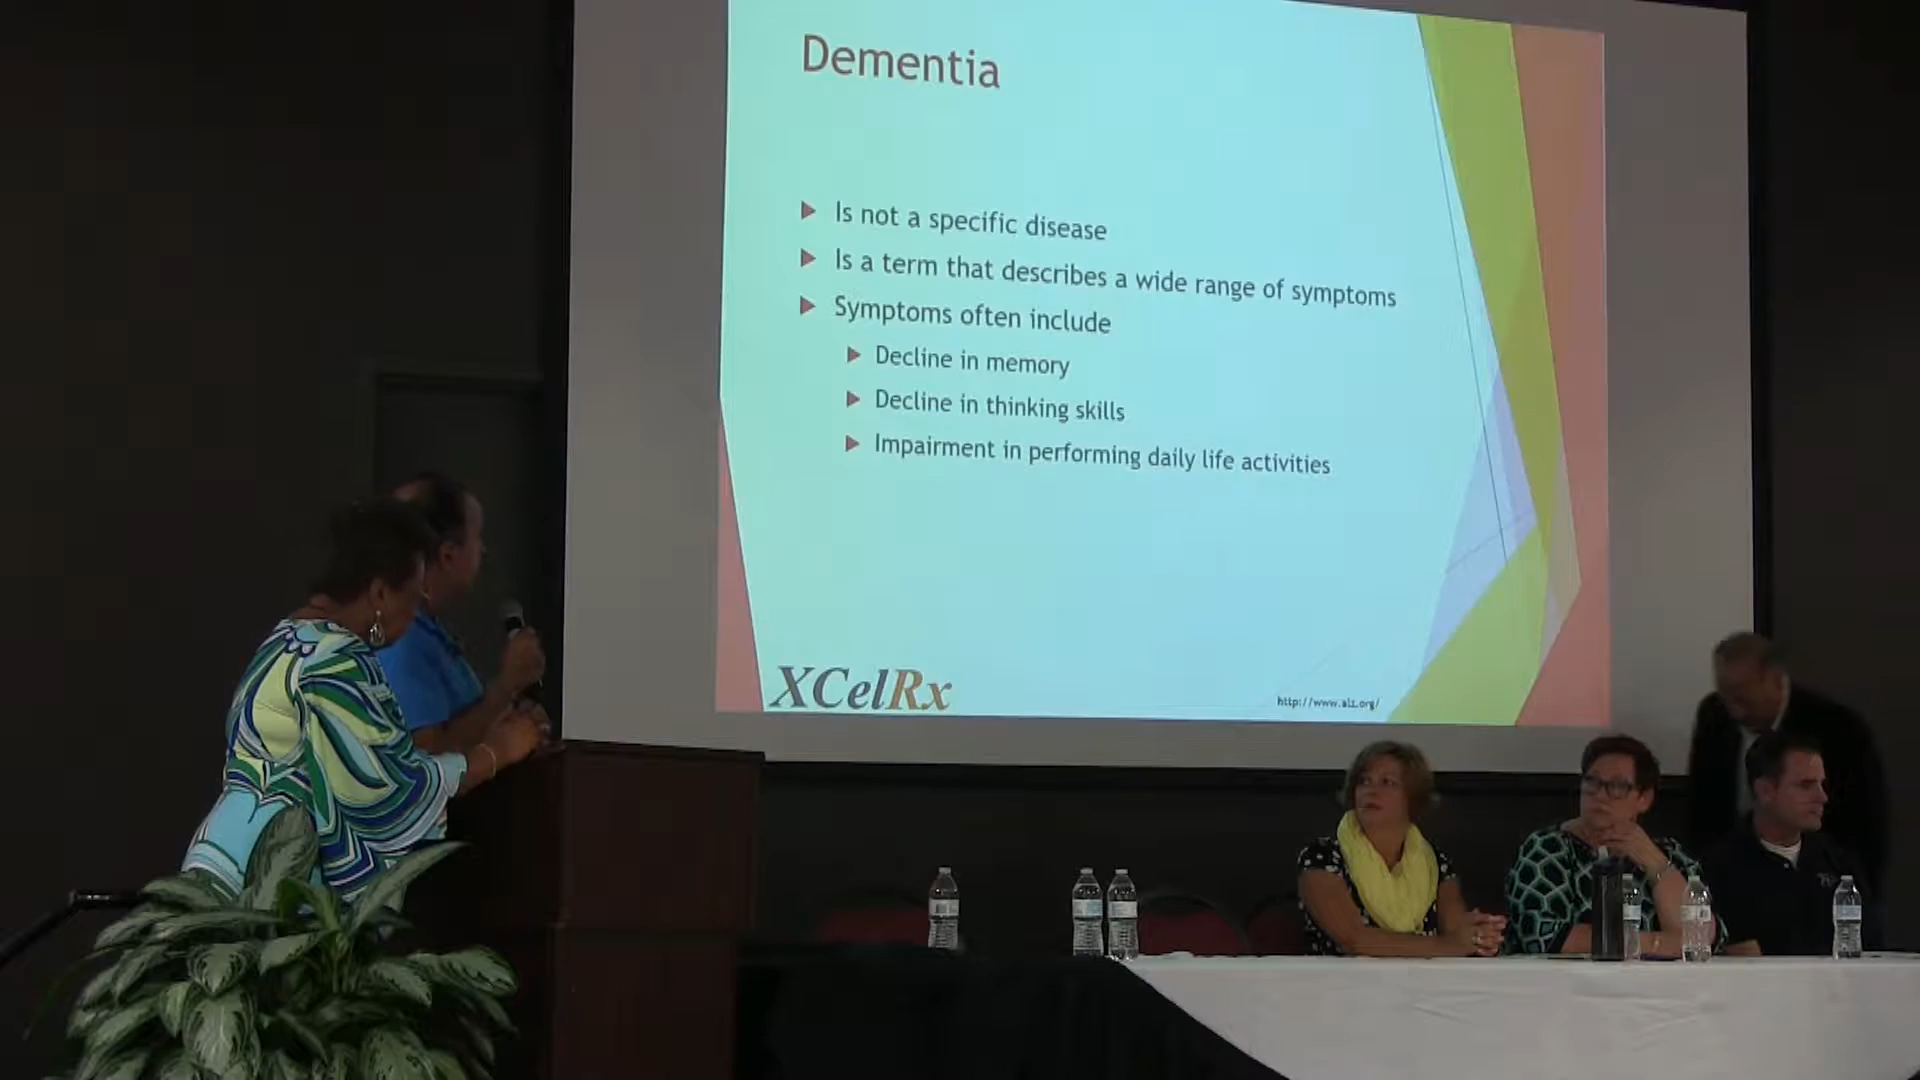 Dementia
Is not a specific disease
Is a term that describes a wide range of symptoms
Symptoms often include
Decline in memory
Decline in thinking skills
Impairment in performing daily life activities
XCelRx
http://www.alz.org/